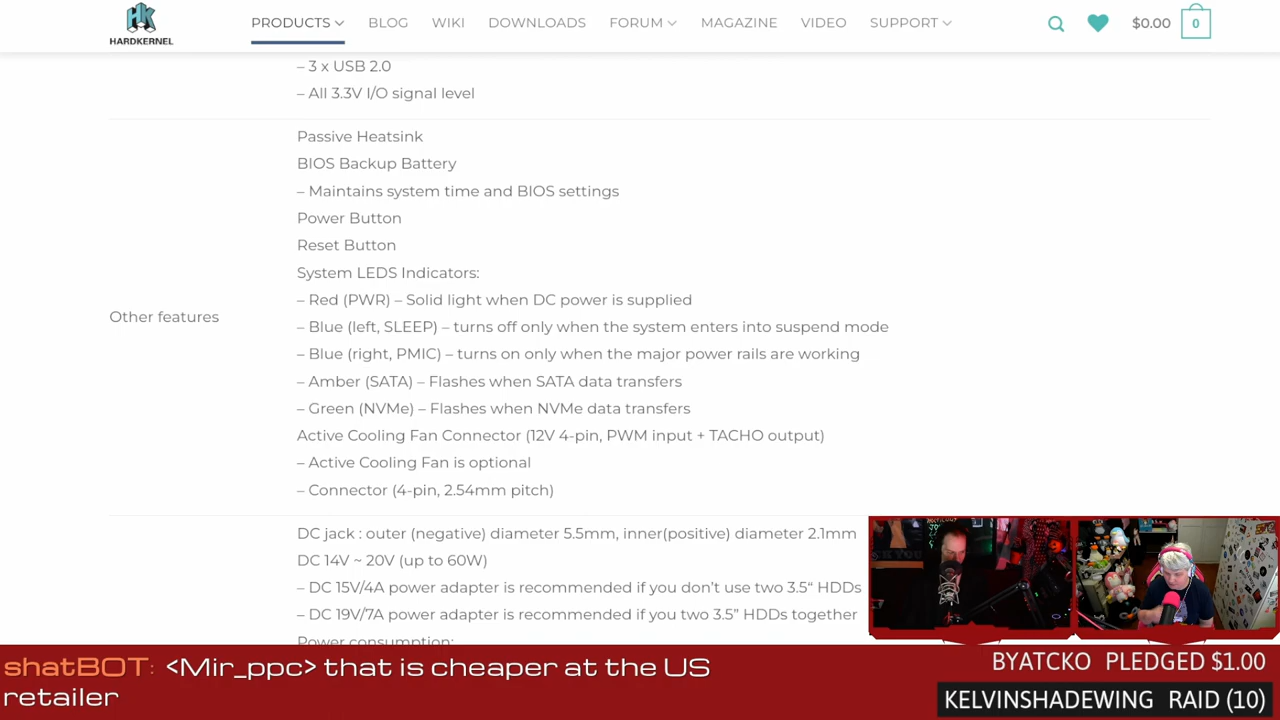 HARDKERNEL
PRODUCTS BLOG WIKI DOWNLOADS FORUM MAGAZINE VIDEO SUPPORT $0.00 0
– 3 x USB 2.0
– All 3.3V I/O signal level
Other features
Passive Heatsink
BIOS Backup Battery
– Maintains system time and BIOS settings
Power Button
Reset Button
System LEDS Indicators:
– Red (PWR) – Solid light when DC power is supplied
– Blue (left, SLEEP) – turns off only when the system enters into suspend mode
– Blue (right, PMIC) – turns on only when the major power rails are working
– Amber (SATA) – Flashes when SATA data transfers
– Green (NVMe) – Flashes when NVMe data transfers
Active Cooling Fan Connector (12V 4-pin, PWM input + TACHO output)
– Active Cooling Fan is optional
– Connector (4-pin, 2.54mm pitch)
DC jack : outer (negative) diameter 5.5mm, inner(positive) diameter 2.1mm
DC 14V ~ 20V (up to 60W)
– DC 15V/4A power adapter is recommended if you don’t use two 3.5“ HDDs
– DC 19V/7A power adapter is recommended if you two 3.5” HDDs together
Power consumption:
shatBOT: <Mir_ppc> that is cheaper at the US
retailer
BYATCKO PLEDGED $1.00
KELVINSHADEWING RAID (10)